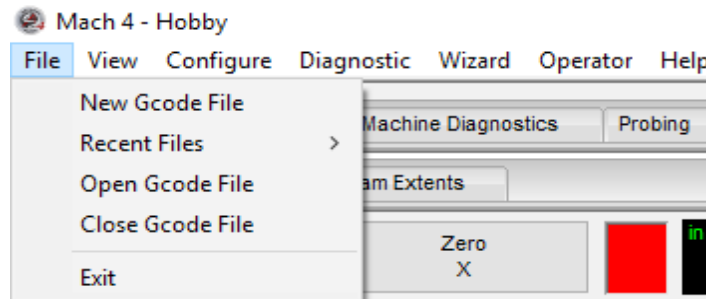 Mach 4 - Hobby
File View Configure Diagnostic Wizard Operator Help
New Gcode File
Machine Diagnostics Probing
Recent Files >
Open Gcode File
am Extents
Close Gcode File
Zero
X
in
Exit